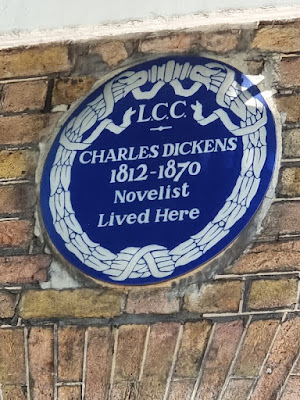 L.C.C.
CHARLES DICKENS
1812-1870
Novelist
Lived Here